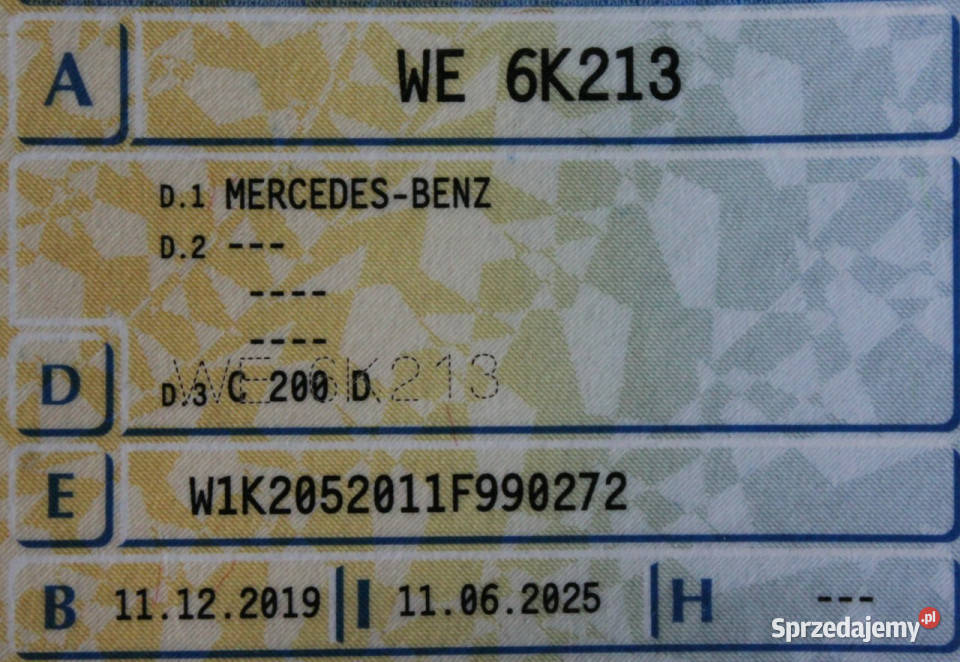 A WE 6K213
D.1 MERCEDES-BENZ
D.2 ---
----
----
WE 6K213
D D.3 C 200 D
E W1K2052011F990272
B 11.12.2019 I 11.06.2025 H ---
Sprzedajemy.pl